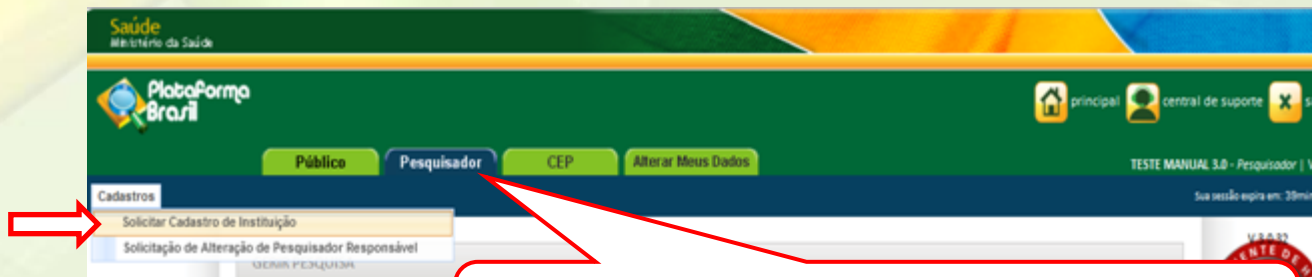 Saúde
Ministério da Saúde
Plataforma
Brasil
principal
central de suporte
Público
Pesquisador
CEP
Alterar Meus Dados
TESTE MANUAL 3.0 - Pesquisador |
Cadastros
Sua sessão expira em: 39min
Solicitar Cadastro de Instituição
Solicitação de Alteração de Pesquisador Responsável
GERIR PESQUISA